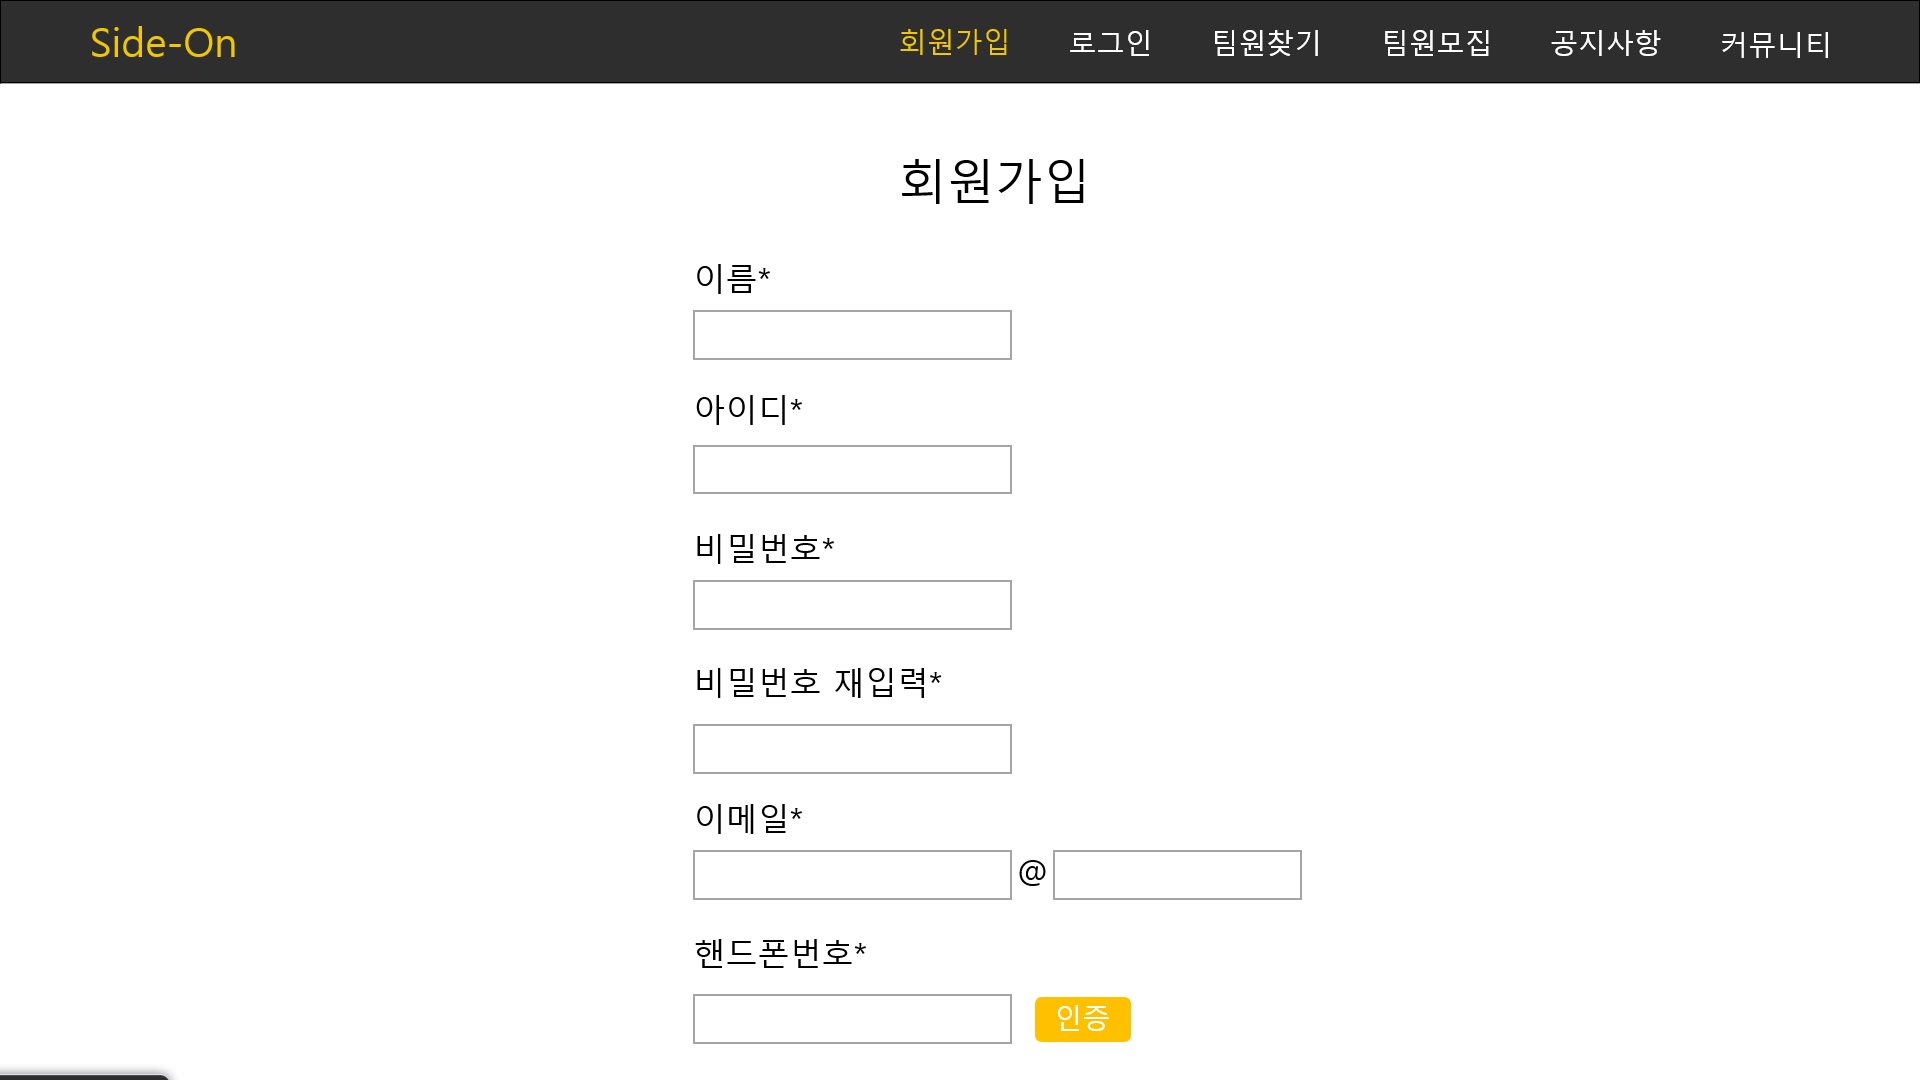 Side-On 회원가입 로그인 팀원찾기 팀원모집 공지사항 커뮤니티
회원가입
이름*
아이디*
비밀번호*
비밀번호 재입력*
이메일*
@
핸드폰번호*
인증